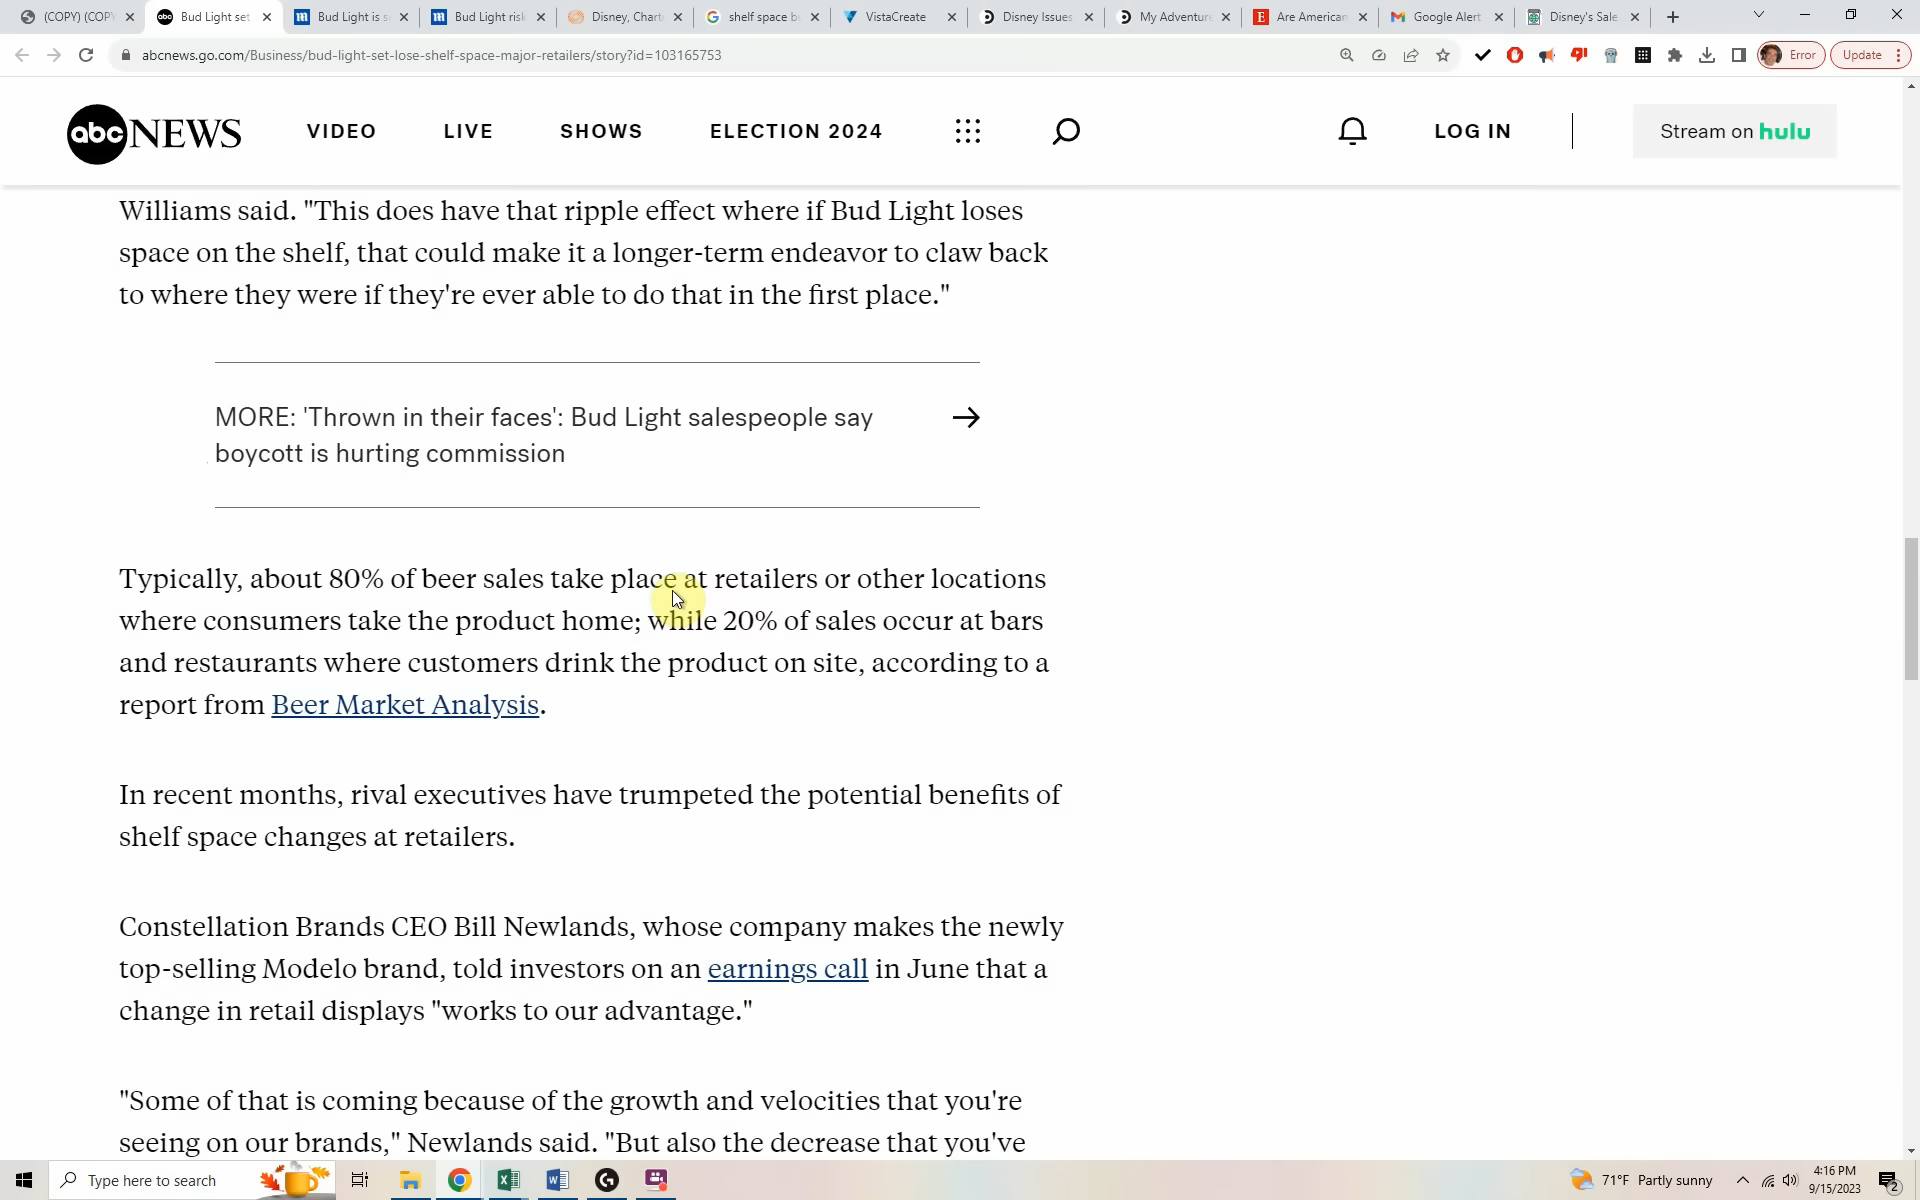 (COPY) (COP
Bud Light set
Bud Light is s
Bud Light risk
Disney, Chart
shelf space b
VistaCreate
Disney Issues
My Adventur
Are American
Google Alert
Disney's Sale
abcnews.go.com/Business/bud-light-set-lose-shelf-space-major-retailers/story?id=103165753
Error
Update
abc NEWS
VIDEO
LIVE
SHOWS
ELECTION 2024
LOG IN
Stream on hulu
Williams said. "This does have that ripple effect where if Bud Light loses
space on the shelf, that could make it a longer-term endeavor to claw back
to where they were if they're ever able to do that in the first place."
MORE: 'Thrown in their faces': Bud Light salespeople say
boycott is hurting commission
Typically, about 80% of beer sales take place at retailers or other locations
where consumers take the product home; while 20% of sales occur at bars
and restaurants where customers drink the product on site, according to a
report from Beer Market Analysis.
In recent months, rival executives have trumpeted the potential benefits of
shelf space changes at retailers.
Constellation Brands CEO Bill Newlands, whose company makes the newly
top-selling Modelo brand, told investors on an earnings call in June that a
change in retail displays "works to our advantage."
"Some of that is coming because of the growth and velocities that you're
seeing on our brands," Newlands said. "But also the decrease that you've
Type here to search
71°F Partly sunny
4:16 PM
9/15/2023
2